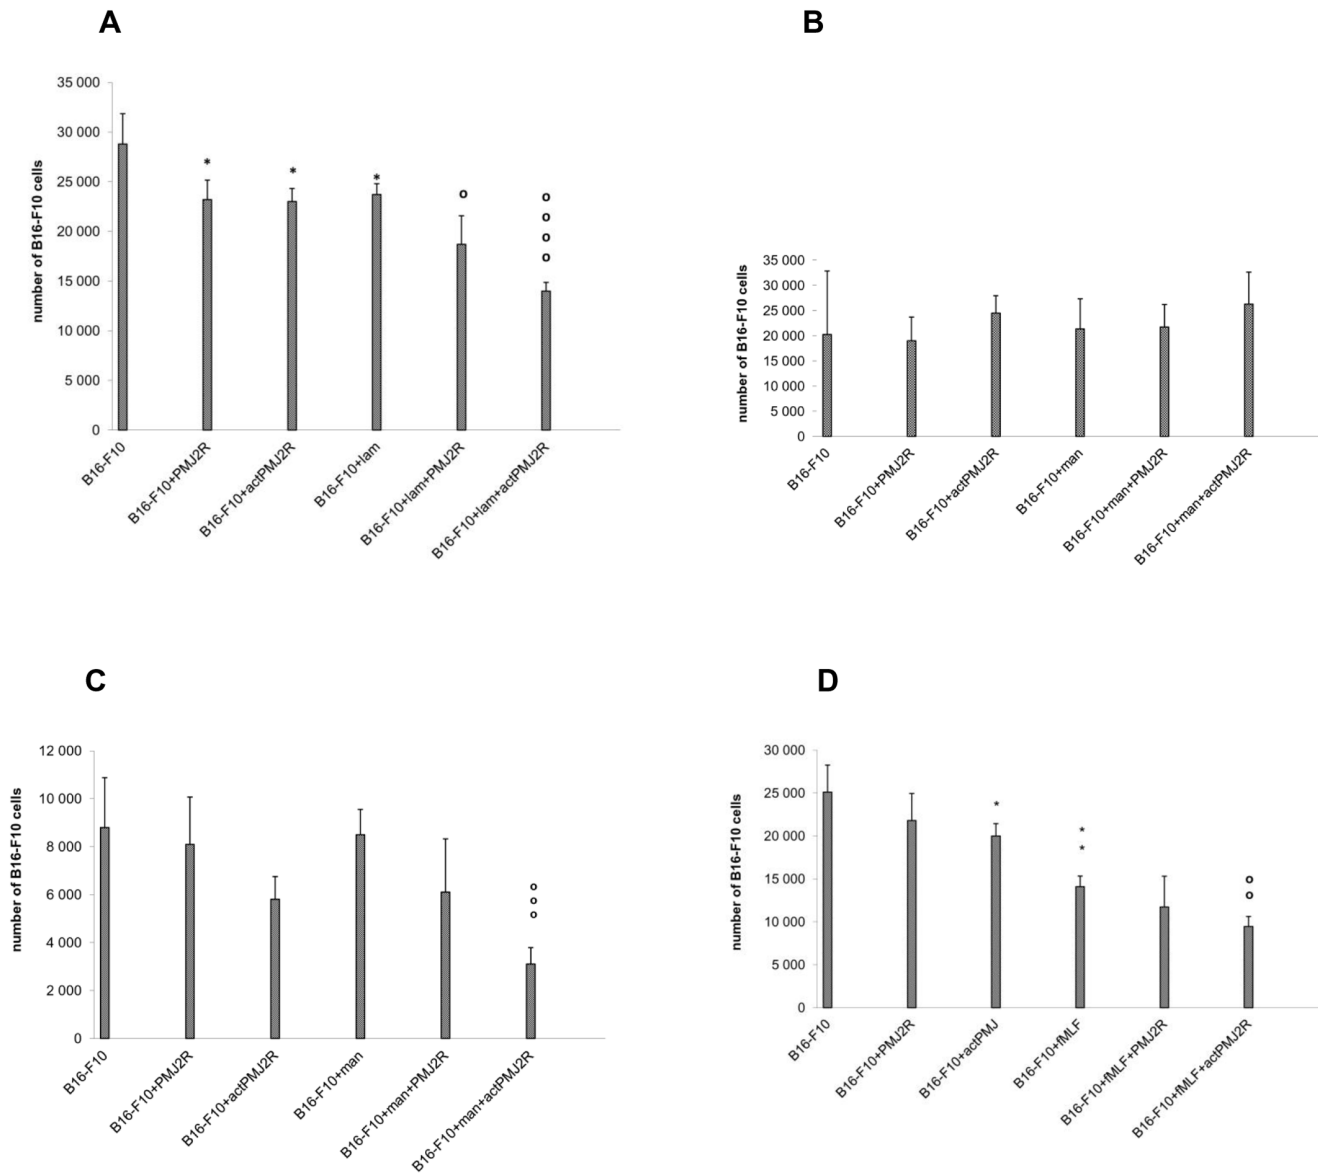 A
number of B16-F10 cells
35 000
30 000
25 000
20 000
15 000
10 000
5 000
0
*
*
*
o
o
o
o
o
B16-F10
B16-F10+PMJ2R
B16-F10+actPMJ2R
B16-F10+lam
B16-F10+lam+PMJ2R
B16-F10+lam+actPMJ2R
B
number of B16-F10 cells
35 000
30 000
25 000
20 000
15 000
10 000
5 000
0
B16-F10
B16-F10+PMJ2R
B16-F10+actPMJ2R
B16-F10+man
B16-F10+man+PMJ2R
B16-F10+man+actPMJ2R
C
number of B16-F10 cells
12 000
10 000
8 000
6 000
4 000
2 000
0
o
o
o
B16-F10
B16-F10+PMJ2R
B16-F10+actPMJ2R
B16-F10+man
B16-F10+man+PMJ2R
B16-F10+man+actPMJ2R
D
number of B16-F10 cells
30 000
25 000
20 000
15 000
10 000
5 000
0
*
*
*
o
o
B16-F10
B16-F10+PMJ2R
B16-F10+actPMJ
B16-F10+fMLF
B16-F10+fMLF+PMJ2R
B16-F10+fMLF+actPMJ2R